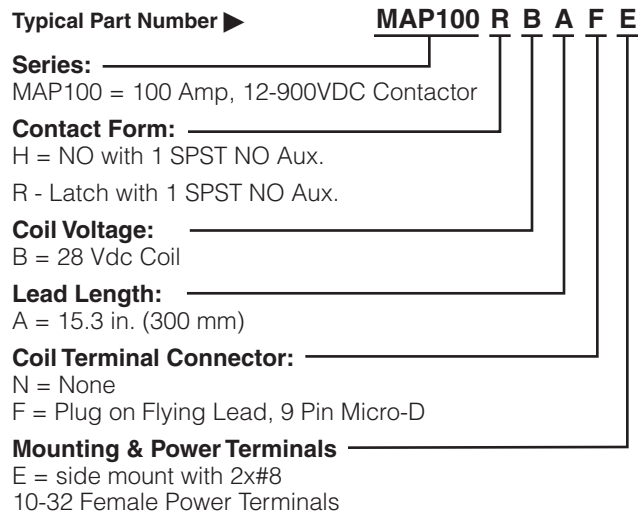 Typical Part Number ▶ MAP100 R B A F E
Series:
MAP100 = 100 Amp, 12-900VDC Contactor
Contact Form:
H = NO with 1 SPST NO Aux.
R - Latch with 1 SPST NO Aux.
Coil Voltage:
B = 28 Vdc Coil
Lead Length:
A = 15.3 in. (300 mm)
Coil Terminal Connector:
N = None
F = Plug on Flying Lead, 9 Pin Micro-D
Mounting & Power Terminals
E = side mount with 2x#8
10-32 Female Power Terminals